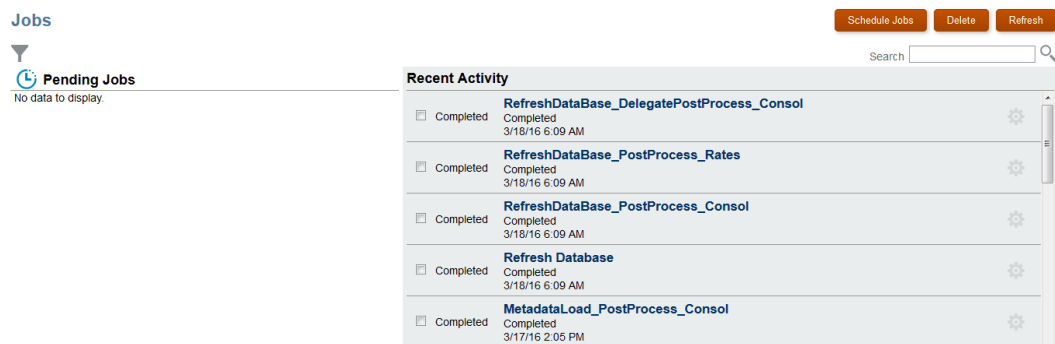 Jobs
Schedule Jobs Delete Refresh
Search
Pending Jobs
No data to display.
Recent Activity
Completed
RefreshDataBase_DelegatePostProcess_Consol
Completed
3/18/16 6:09 AM
Completed
RefreshDataBase_PostProcess_Rates
Completed
3/18/16 6:09 AM
Completed
RefreshDataBase_PostProcess_Consol
Completed
3/18/16 6:09 AM
Completed
Refresh Database
Completed
3/18/16 6:09 AM
Completed
MetadataLoad_PostProcess_Consol
Completed
3/17/16 2:05 PM